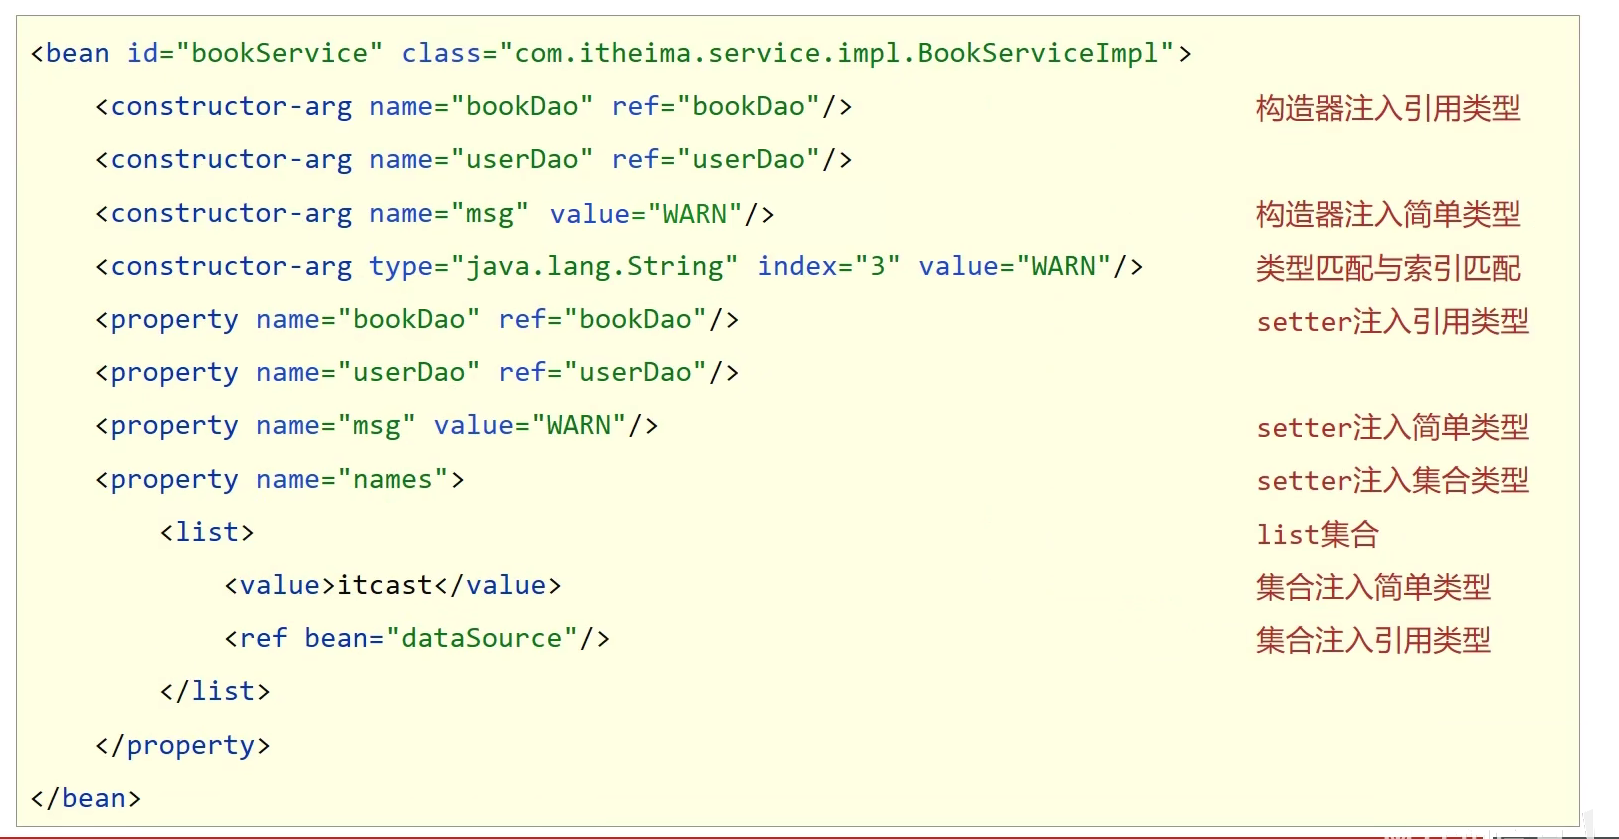 <bean id="bookService" class="com.itheima.service.impl.BookServiceImpl">
<constructor-arg name="bookDao" ref="bookDao"/> 构造器注入引用类型
<constructor-arg name="userDao" ref="userDao"/>
<constructor-arg name="msg" value="WARN"/> 构造器注入简单类型
<constructor-arg type="java.lang.String" index="3" value="WARN"/> 类型匹配与索引匹配
<property name="bookDao" ref="bookDao"/> setter注入引用类型
<property name="userDao" ref="userDao"/>
<property name="msg" value="WARN"/> setter注入简单类型
<property name="names"> setter注入集合类型
<list> list集合
<value>itcast</value> 集合注入简单类型
<ref bean="dataSource"/> 集合注入引用类型
</list>
</property>
</bean>